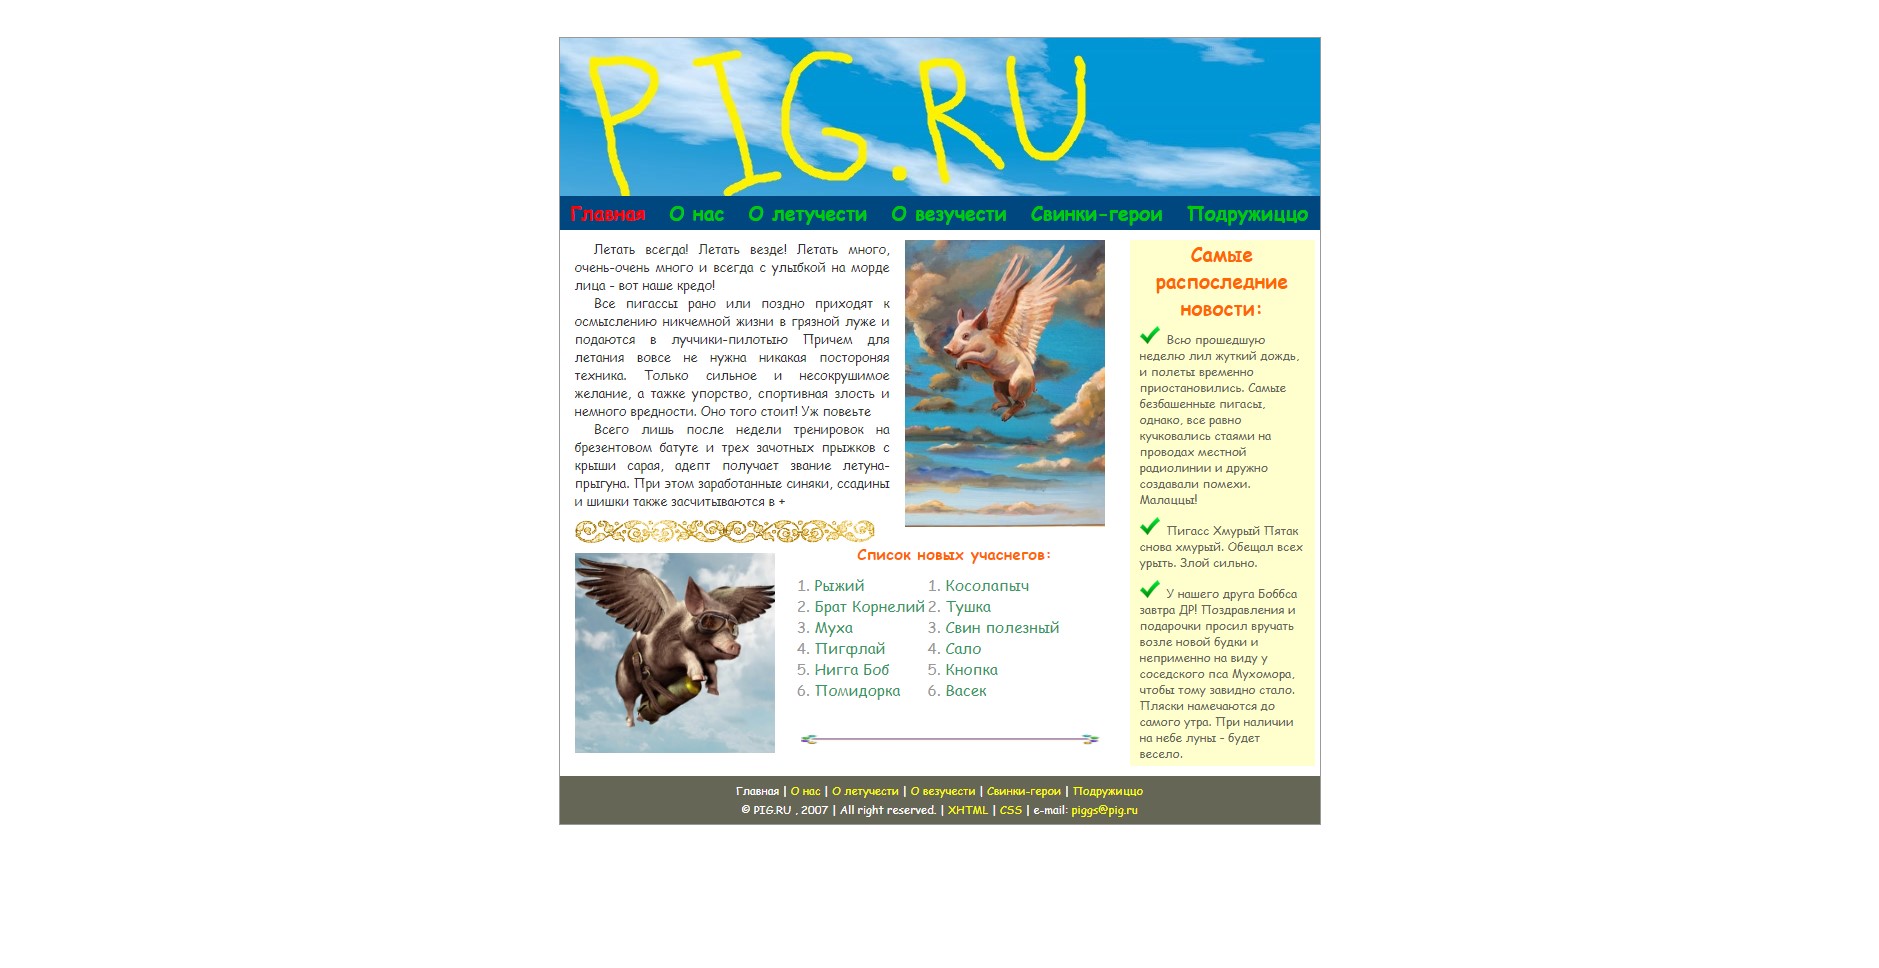 PIG.RU
Главная О нас О летучести О везучести Свинки-герои Подружиццо
Летать всегда! Летать везде! Летать много,
очень-очень много и всегда с улыбкой на морде
лица - вот наше кредо!
Все пигассы рано или поздно приходят к
осмыслению никчемной жизни в грязной луже и
подаются в луччики-пилотыю Причем для
летания вовсе не нужна никакая постороняя
техника. Только сильное и несокрушимое
желание, а тажке упорство, спортивная злость и
немного вредности. Оно того стоит! Уж повеьте
Всего лишь после недели тренировок на
брезентовом батуте и трех зачотных прыжков с
крыши сарая, адепт получает звание летуна-
прыгуна. При этом заработанные синяки, ссадины
и шишки также засчитываются в +
Список новых учаснегов:
1. Рыжий
2. Брат Корнелий
3. Муха
4. Пигфлай
5. Нигга Боб
6. Помидорка
1. Косолапыч
2. Тушка
3. Свин полезный
4. Сало
5. Кнопка
6. Васек
Самые
распоследние
новости:
Всю прошедшую
неделю лил жуткий дождь,
и полеты временно
приостановились. Самые
безбашенные пигасы,
однако, все равно
кучковались стаями на
проводах местной
радиолинии и дружно
создавали помехи.
Малаццы!
Пигасс Хмурый Пятак
снова хмурый. Обещал всех
урыть. Злой сильно.
У нашего друга Боббса
завтра ДР! Поздравления и
подарочки просил вручать
возле новой будки и
неприменно на виду у
соседского пса Мухомора,
чтобы тому завидно стало.
Пляски намечаются до
самого утра. При наличии
на небе луны - будет
весело.
Главная | О нас | О летучести | О везучести | Свинки-герои | Подружиццо
© PIG.RU , 2007 | All right reserved. | XHTML | CSS | e-mail: piggs@pig.ru